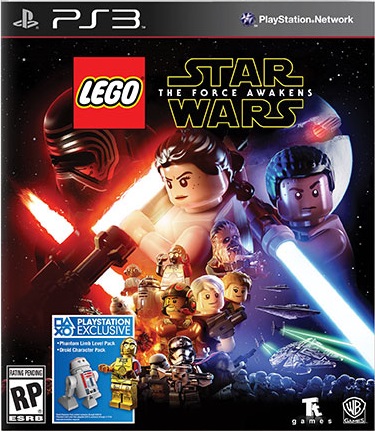 PS3
PlayStation®Network
LEGO
STAR
THE FORCE AWAKENS
WARS
PLAYSTATION
EXCLUSIVE
•Phantom Limb Level Pack
•Droid Character Pack
RATING PENDING
RP
ESRB
Tt
games
WB
GAMES